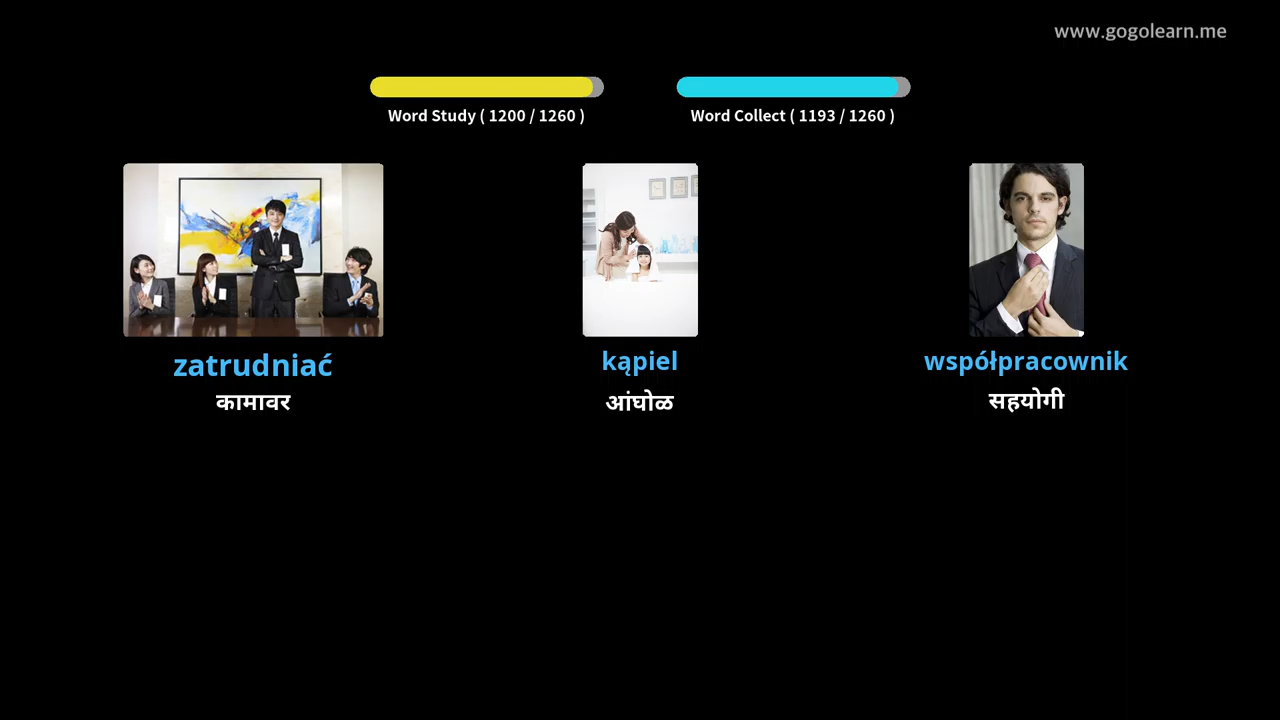 www.gogolearn.me
Word Study ( 1200 / 1260 )
Word Collect ( 1193 / 1260 )
zatrudniać
कामावर
kąpiel
आंघोळ
współpracownik
सहयोगी